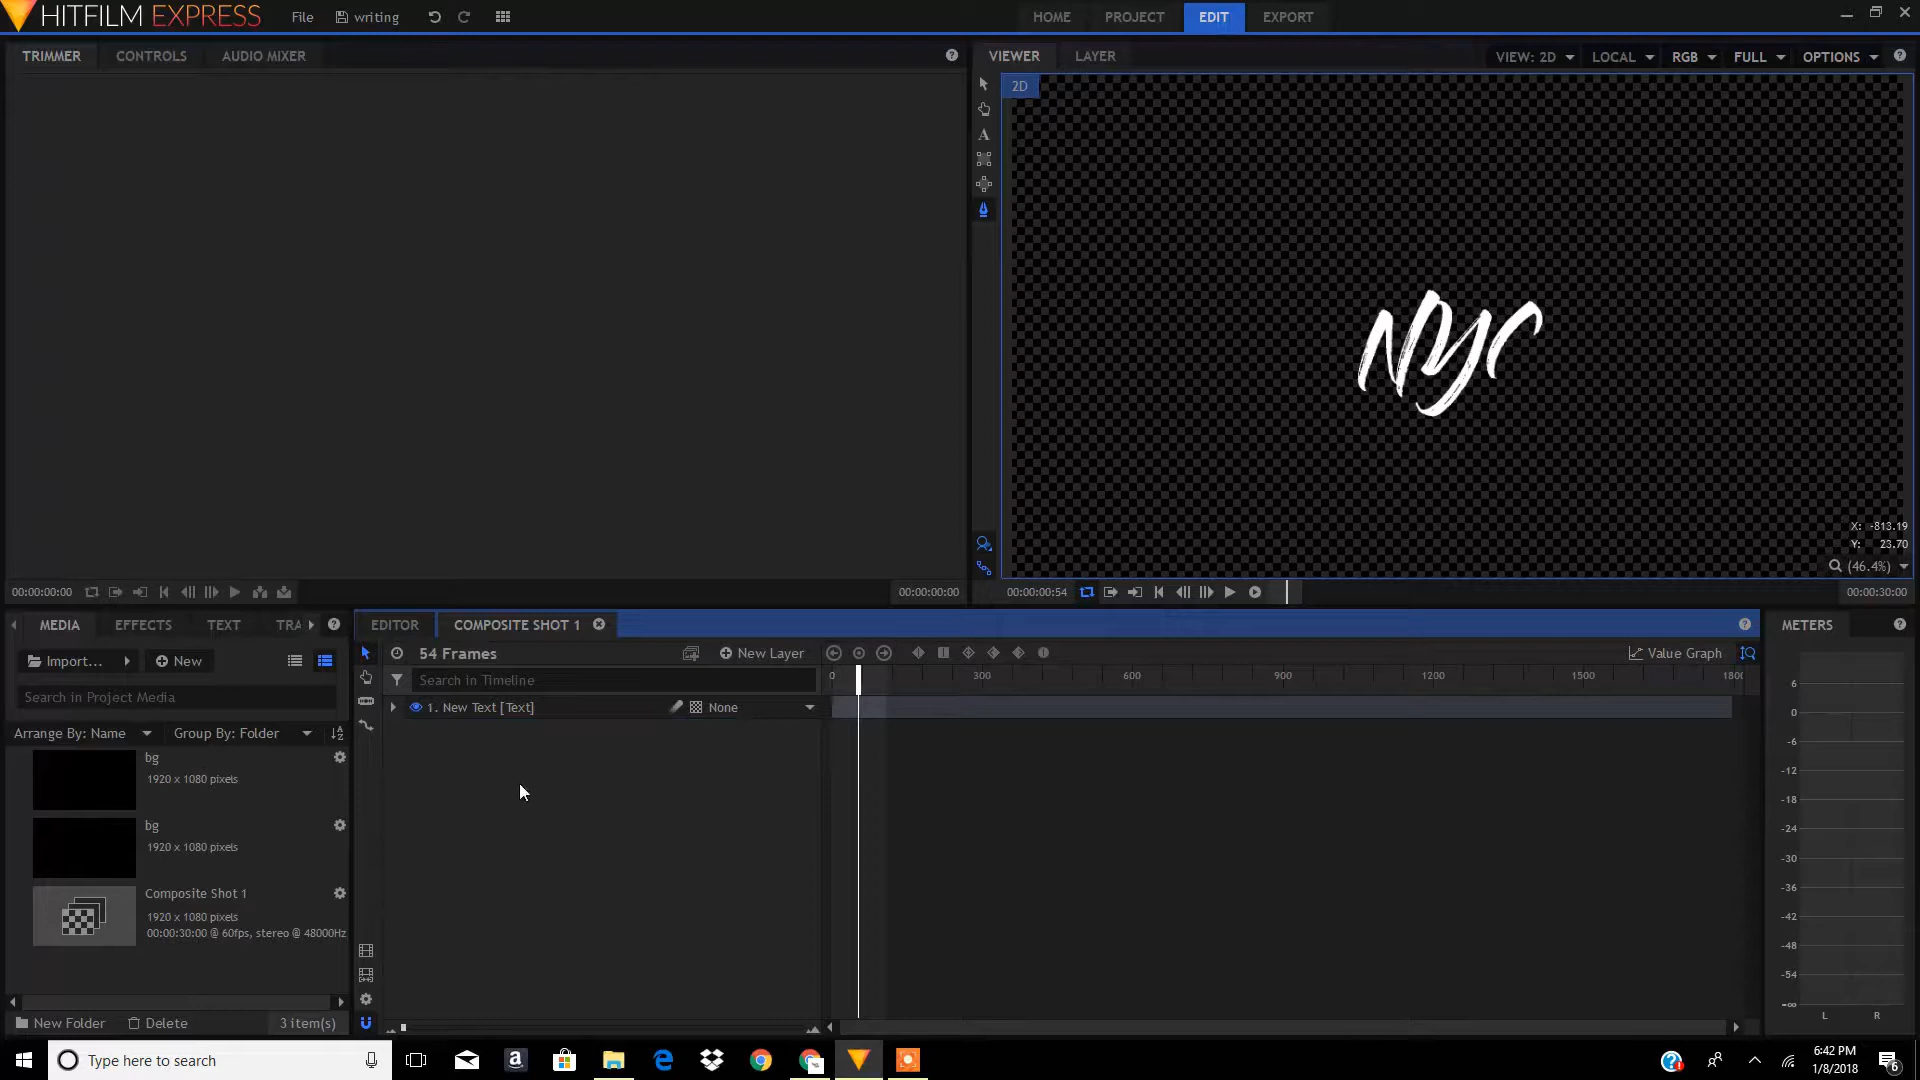 HITFILM EXPRESS File writing HOME PROJECT EDIT EXPORT
TRIMMER CONTROLS AUDIO MIXER
VIEWER LAYER VIEW: 2D LOCAL RGB FULL OPTIONS
2D
A
Nyc
X: -813.19
Y: 23.70
(46.4%)
00:00:00:00 00:00:00:00
00:00:00:54 00:00:30:00
MEDIA EFFECTS TEXT TRA
Import... New
Search in Project Media
Arrange By: Name Group By: Folder
bg
1920 x 1080 pixels
bg
1920 x 1080 pixels
Composite Shot 1
1920 x 1080 pixels
00:00:30:00 @ 60fps, stereo @ 48000Hz
New Folder Delete 3 item(s)
EDITOR COMPOSITE SHOT 1
54 Frames New Layer Value Graph
Search in Timeline 0 300 600 900 1200 1500 1800
1. New Text [Text] None
METERS
6
0
-6
-12
-18
-24
-30
-36
-42
-48
-54
-∞
L R
Type here to search
6:42 PM
1/8/2018
6